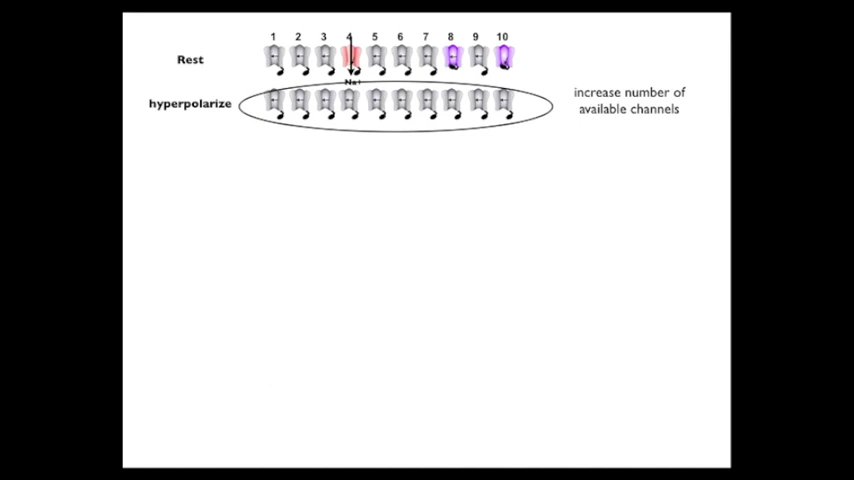 1 2 3 4 5 6 7 8 9 10
Rest
Na+
hyperpolarize
increase number of
available channels